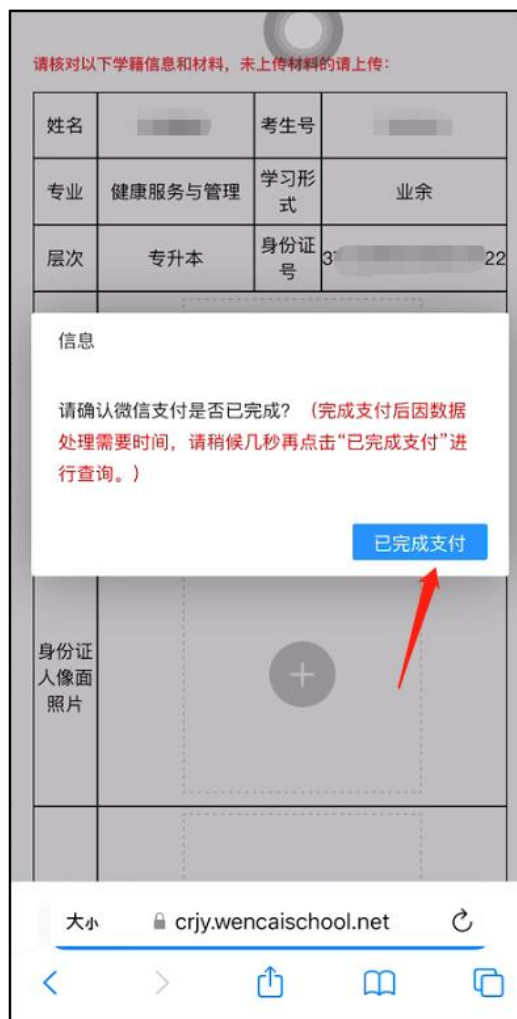 请核对以下学籍信息和材料，未上传材料的请上传：
姓名 考生号
专业 健康服务与管理 学习形式 业余
层次 专升本 身份证号 3 22
信息
请确认微信支付是否已完成？（完成支付后因数据
处理需要时间，请稍候几秒再点击“已完成支付”进
行查询。）
已完成支付
身份证
人像面
照片
大小 crjy.wencaischool.net